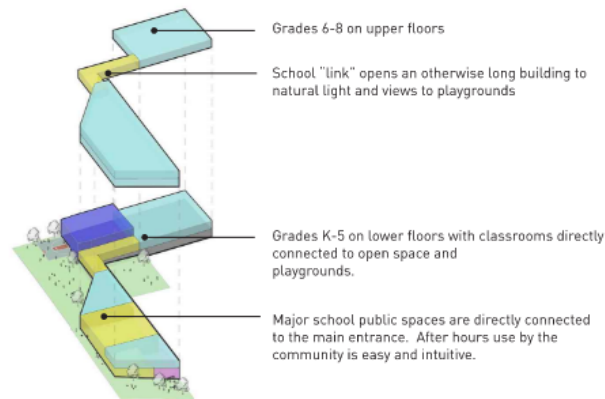 Grades 6-8 on upper floors
School "link" opens an otherwise long building to
natural light and views to playgrounds
Grades K-5 on lower floors with classrooms directly
connected to open space and
playgrounds.
Major school public spaces are directly connected
to the main entrance. After hours use by the
community is easy and intuitive.